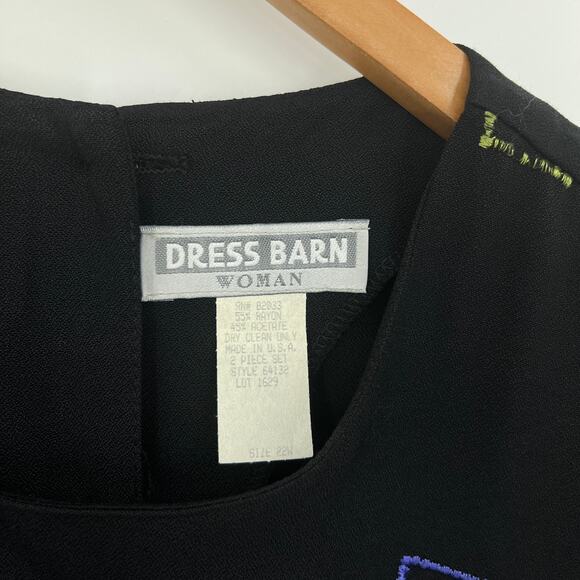 DRESS BARN
WOMAN
RN# 82033
55% RAYON
45% ACETATE
DRY CLEAN ONLY
MADE IN U.S.A.
2 PIECE SET
STYLE 64132
LOT 1629
SIZE 22W